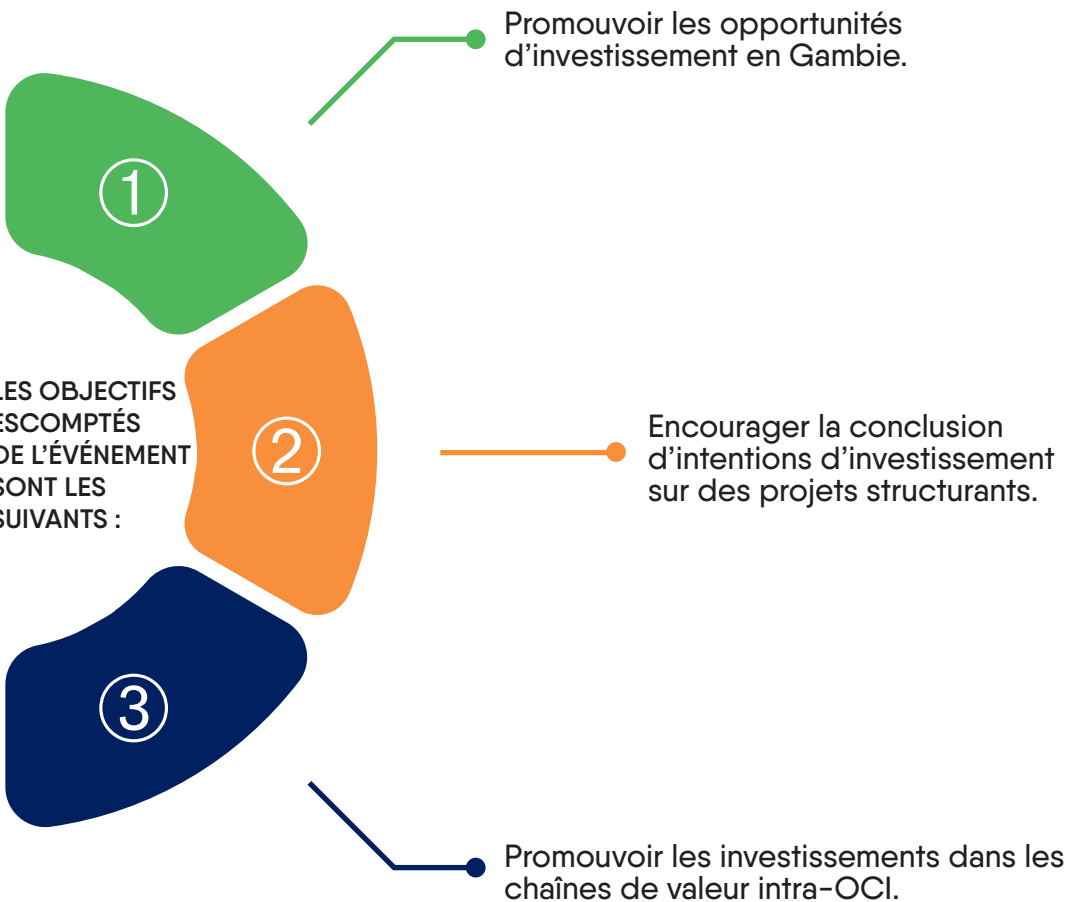 Promouvoir les opportunités
d'investissement en Gambie.
①
LES OBJECTIFS
ESCOMPTÉS
DE L'ÉVÉNEMENT
SONT LES
SUIVANTS :
②
Encourager la conclusion
d'intentions d'investissement
sur des projets structurants.
③
Promouvoir les investissements dans les
chaînes de valeur intra-OCI.